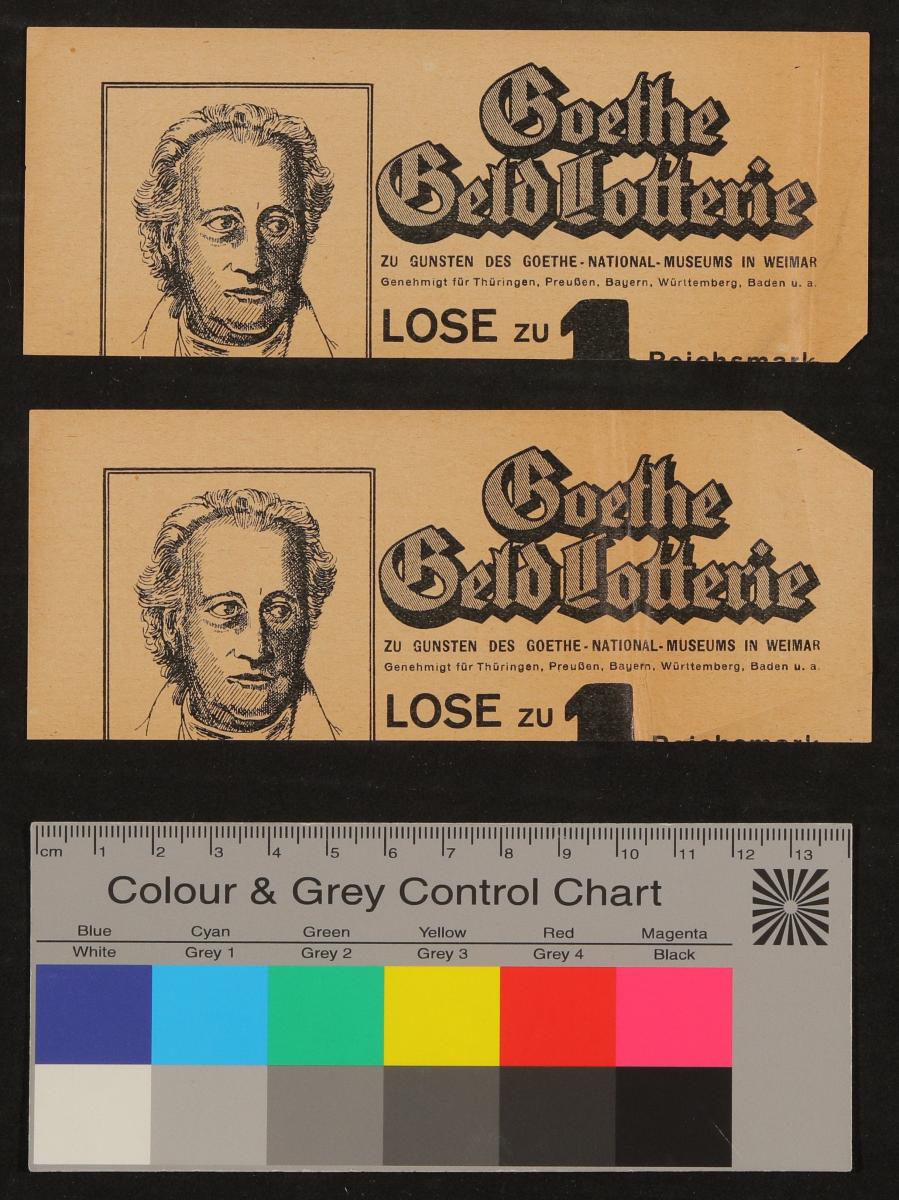 Goethe
Geld Lotterie
ZU GUNSTEN DES GOETHE-NATIONAL-MUSEUMS IN WEIMAR
Genehmigt für Thüringen, Preußen, Bayern, Württemberg, Baden u. a.
LOSE ZU 1 Reichsmark
Goethe
Geld Lotterie
ZU GUNSTEN DES GOETHE-NATIONAL-MUSEUMS IN WEIMAR
Genehmigt für Thüringen, Preußen, Bayern, Württemberg, Baden u. a.
LOSE ZU 1 Reichsmark
cm 1 2 3 4 5 6 7 8 9 10 11 12 13
Colour & Grey Control Chart
Blue Cyan Green Yellow Red Magenta
White Grey 1 Grey 2 Grey 3 Grey 4 Black